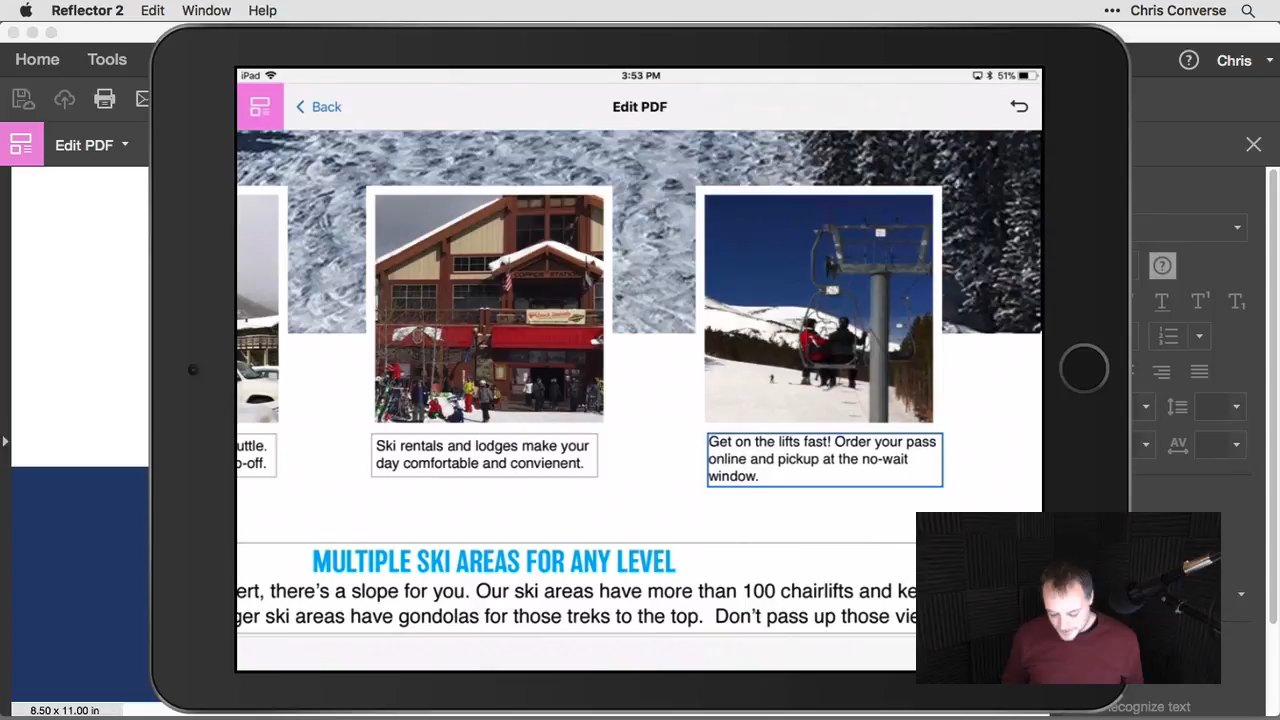 Reflector 2 Edit Window Help
••• Chris Converse
Home Tools
Chris
Edit PDF
iPad 3:53 PM 51%
Back Edit PDF
COPPER STATION
uttle.
o-off.
Ski rentals and lodges make your
day comfortable and convienent.
Get on the lifts fast! Order your pass
online and pickup at the no-wait
window.
MULTIPLE SKI AREAS FOR ANY LEVEL
ert, there's a slope for you. Our ski areas have more than 100 chairlifts and ke
ger ski areas have gondolas for those treks to the top. Don't pass up those vie
8.50 x 11.00 in
ecognize text